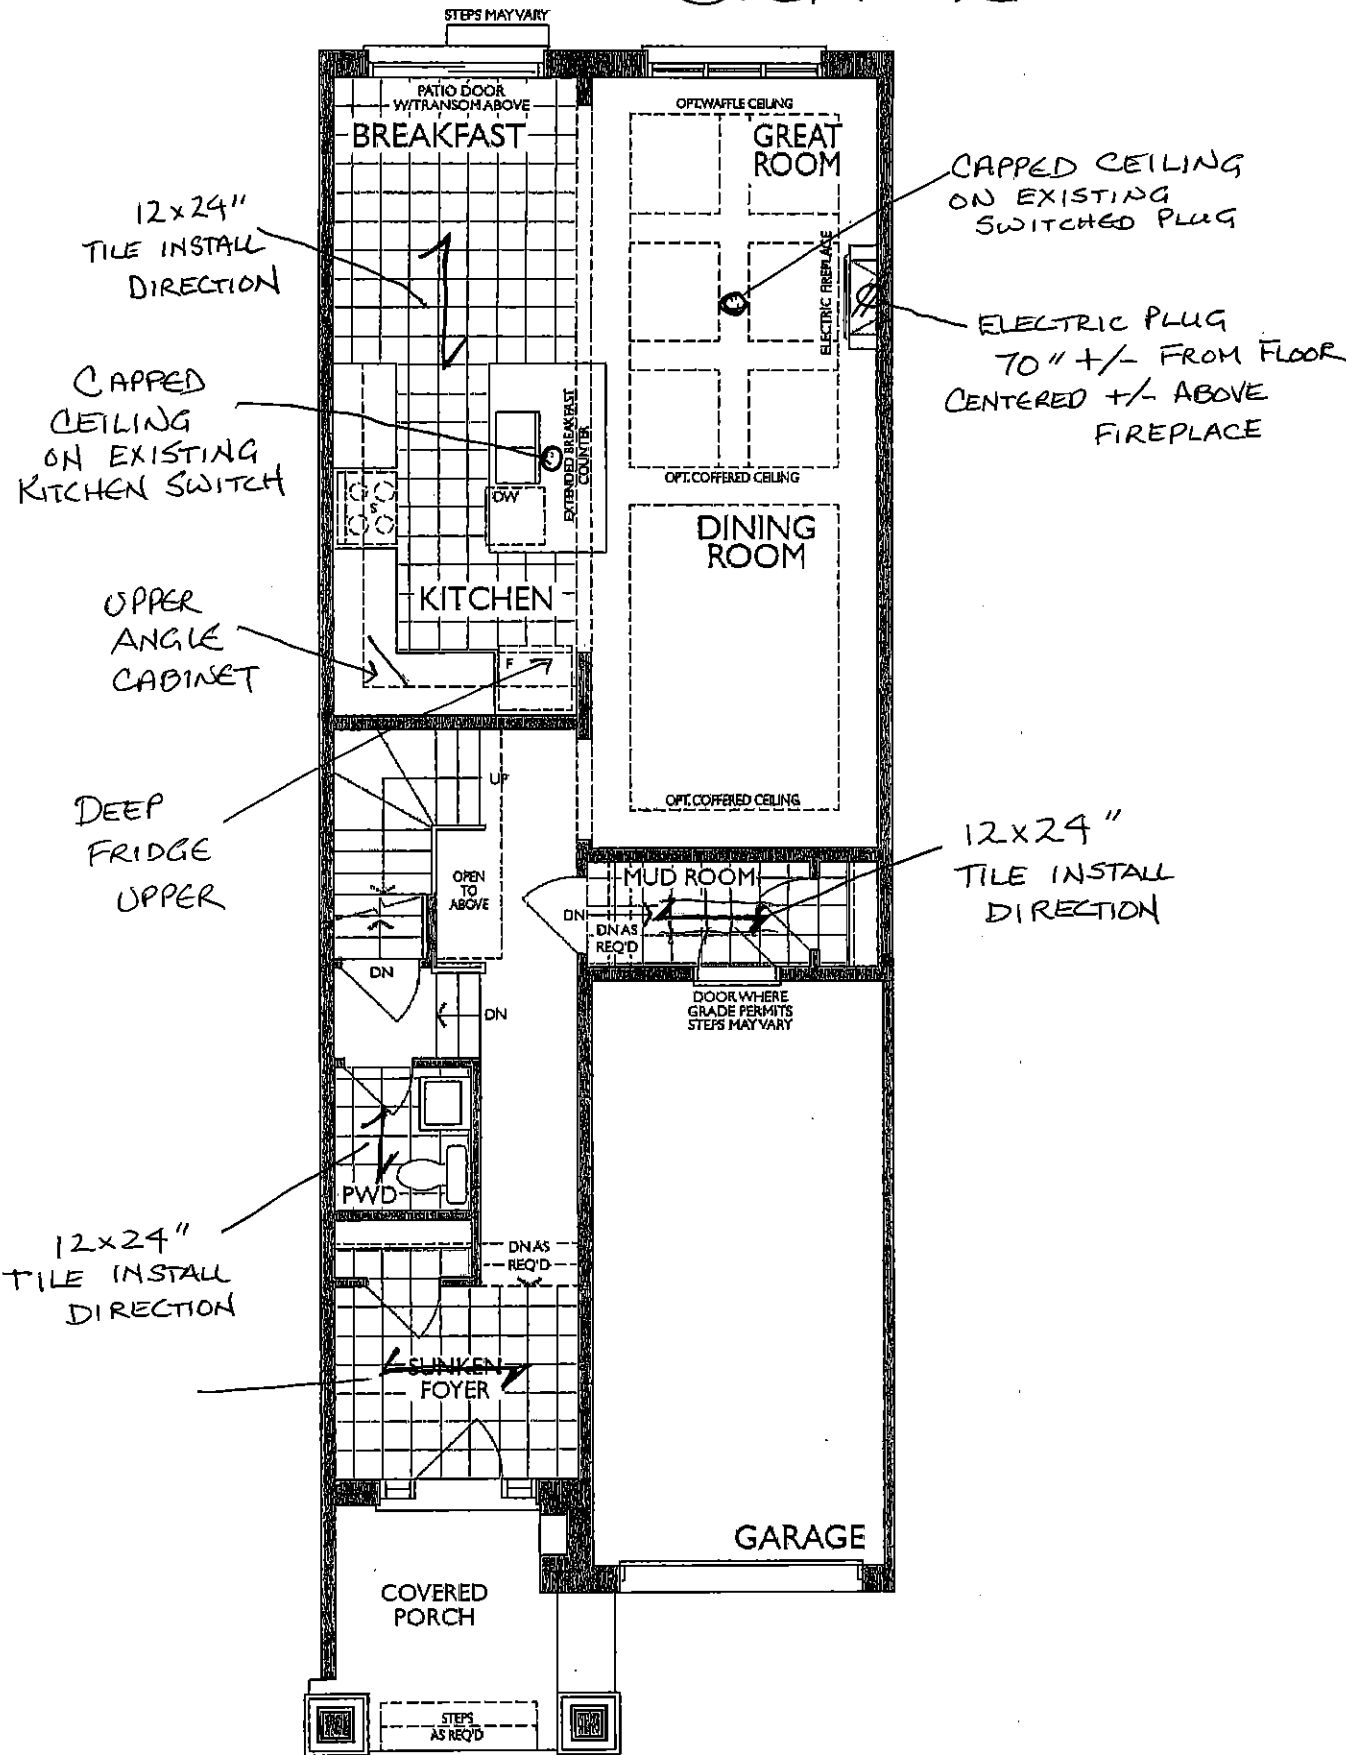 STEPS MAY VARY
PATIO DOOR
W/TRANSOM ABOVE
BREAKFAST
OPT.WAFFLE CEILING
GREAT
ROOM
CAPPED CEILING
ON EXISTING
SWITCHED PLUG
12x24"
TILE INSTALL
DIRECTION
ELECTRIC FIREPLACE
ELECTRIC PLUG
70" +/- FROM FLOOR
CENTERED +/- ABOVE
FIREPLACE
CAPPED
CEILING
ON EXISTING
KITCHEN SWITCH
EXTENDED BREAKFAST
COUNTER
S
DW
OPT. COFFERED CEILING
DINING
ROOM
KITCHEN
UPPER
ANGLE
CABINET
F
UP
OPT. COFFERED CEILING
DEEP
FRIDGE
UPPER
12x24"
TILE INSTALL
DIRECTION
OPEN
TO
ABOVE
MUD ROOM
DN
DN AS
REQ'D
DN
DN
DOOR WHERE
GRADE PERMITS
STEPS MAY VARY
PWD
12x24"
TILE INSTALL
DIRECTION
DN AS
REQ'D
SUNKEN
FOYER
GARAGE
COVERED
PORCH
STEPS
AS REQ'D